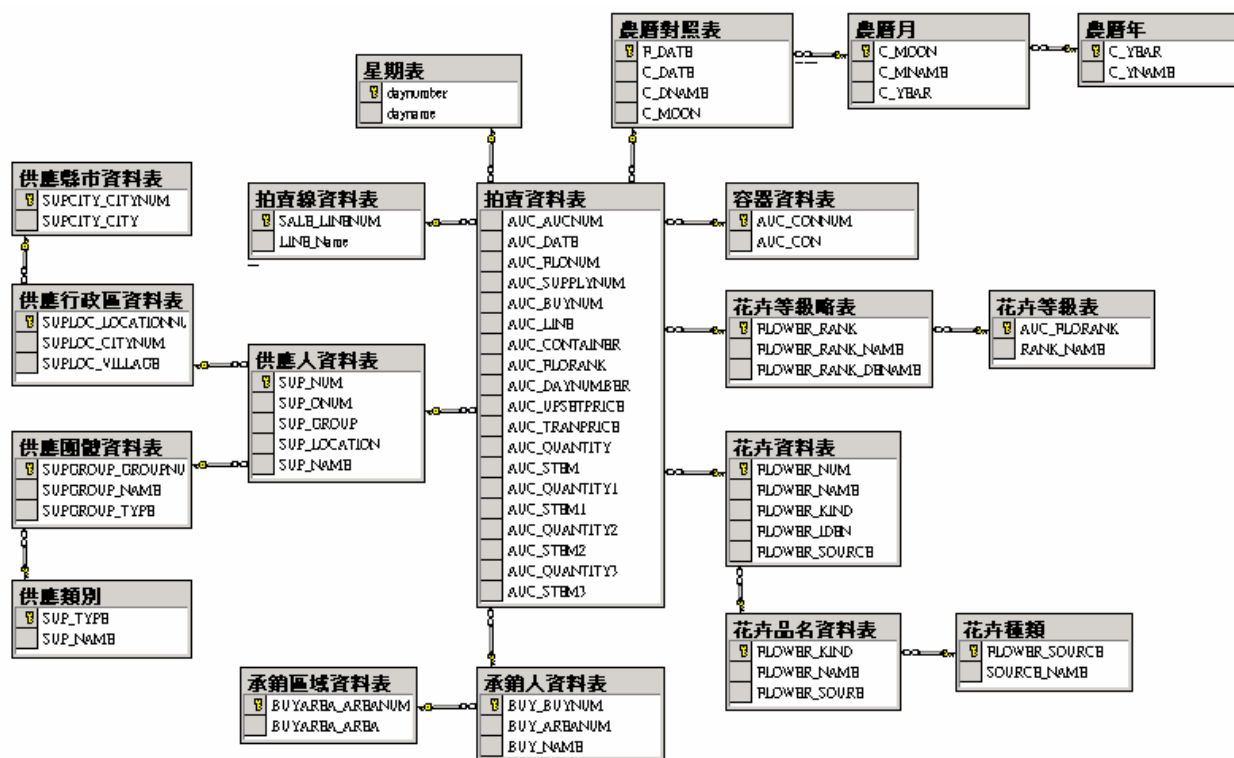 農曆對照表
F_DATE
C_DATE
C_DNAME
C_MOON
農曆月
C_MOON
C_MNAME
C_YEAR
農曆年
C_YEAR
C_YNAME
星期表
daynumber
dayname
供應縣市資料表
SUPCITY_CITYNUM
SUPCITY_CITY
拍賣線資料表
SALE_LINENUM
LINE_Name
拍賣資料表
AUC_AUCNUM
AUC_DATE
AUC_FLONUM
AUC_SUPPLYNUM
AUC_BUYNUM
AUC_LINE
AUC_CONTAINER
AUC_FLORANK
AUC_DAYNUMBER
AUC_UPSETPRICE
AUC_TRANPRICE
AUC_QUANTITY
AUC_STEM
AUC_QUANTITY1
AUC_STEM1
AUC_QUANTITY2
AUC_STEM2
AUC_QUANTITY3
AUC_STEM3
容器資料表
AUC_CONNUM
AUC_CON
供應行政區資料表
SUPLOC_LOCATIONNU
SUPLOC_CITYNUM
SUPLOC_VILLAGE
花卉等級略表
FLOWER_RANK
FLOWER_RANK_NAME
FLOWER_RANK_DENAME
花卉等級表
AUC_FLORANK
RANK_NAME
供應人資料表
SUP_NUM
SUP_ONUM
SUP_GROUP
SUP_LOCATION
SUP_NAME
供應團體資料表
SUPGROUP_GROUPNU
SUPGROUP_NAME
SUPGROUP_TYPE
花卉資料表
FLOWER_NUM
FLOWER_NAME
FLOWER_KIND
FLOWER_IDEN
FLOWER_SOURCE
供應類別
SUP_TYPE
SUP_NAME
花卉品名資料表
FLOWER_KIND
FLOWER_NAME
FLOWER_SOURE
花卉種類
FLOWER_SOURCE
SOURCE_NAME
承銷區域資料表
BUYAREA_AREANUM
BUYAREA_AREA
承銷人資料表
BUY_BUYNUM
BUY_AREANUM
BUY_NAME